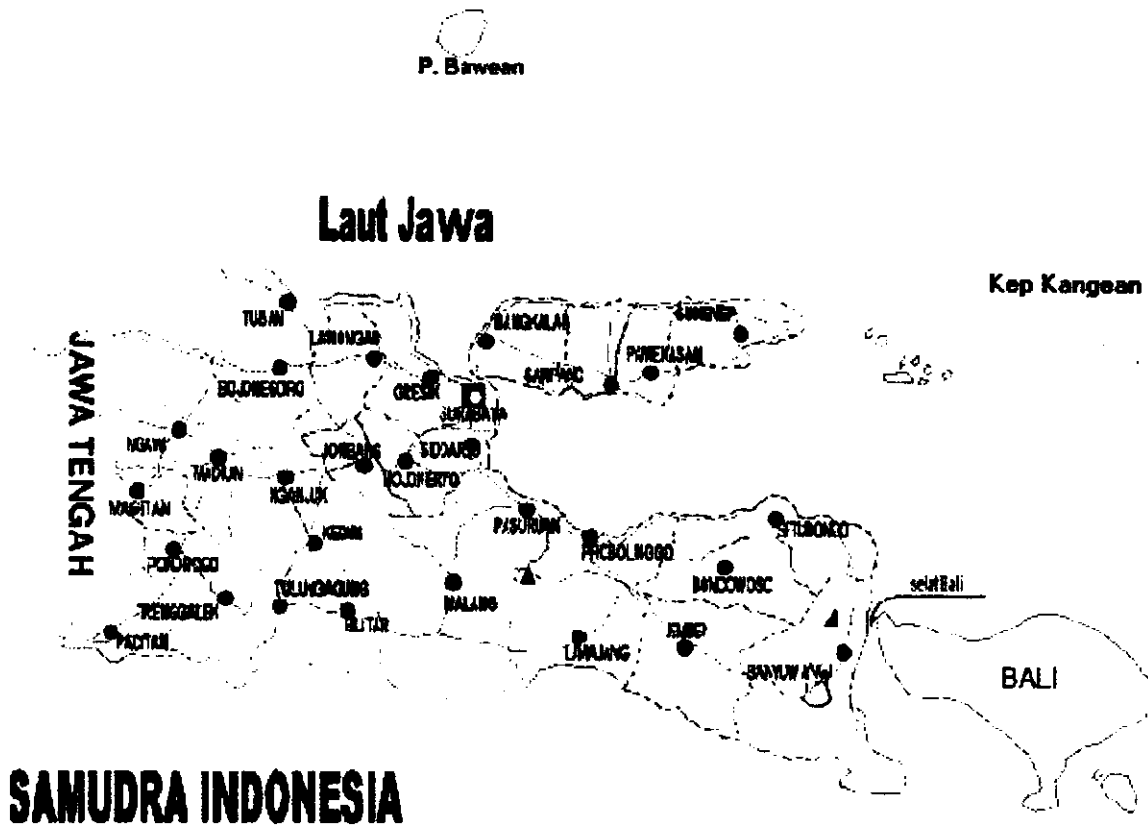 P. Bawean
Laut Jawa
Kep Kangean
TUBAN
LAMONGAN
BANGKALAN
SUMENEP
JAWA TENGAH
BOJONEGORO
GRESIK
SAMPANG
PAMEKASAN
SURABAYA
NGAWI
MADIUN
JOMBANG
SIDOARJO
MOJOKERTO
MAGETAN
NGANJUK
PASURUAN
SITUBONDO
KEDIRI
PROBOLINGGO
PONOROGO
TULUNGAGUNG
MALANG
BONDOWOSO
selat Bali
TRENGGALEK
BLITAR
PACITAN
LUMAJANG
JEMBER
BANYUWANGI
BALI
SAMUDRA INDONESIA